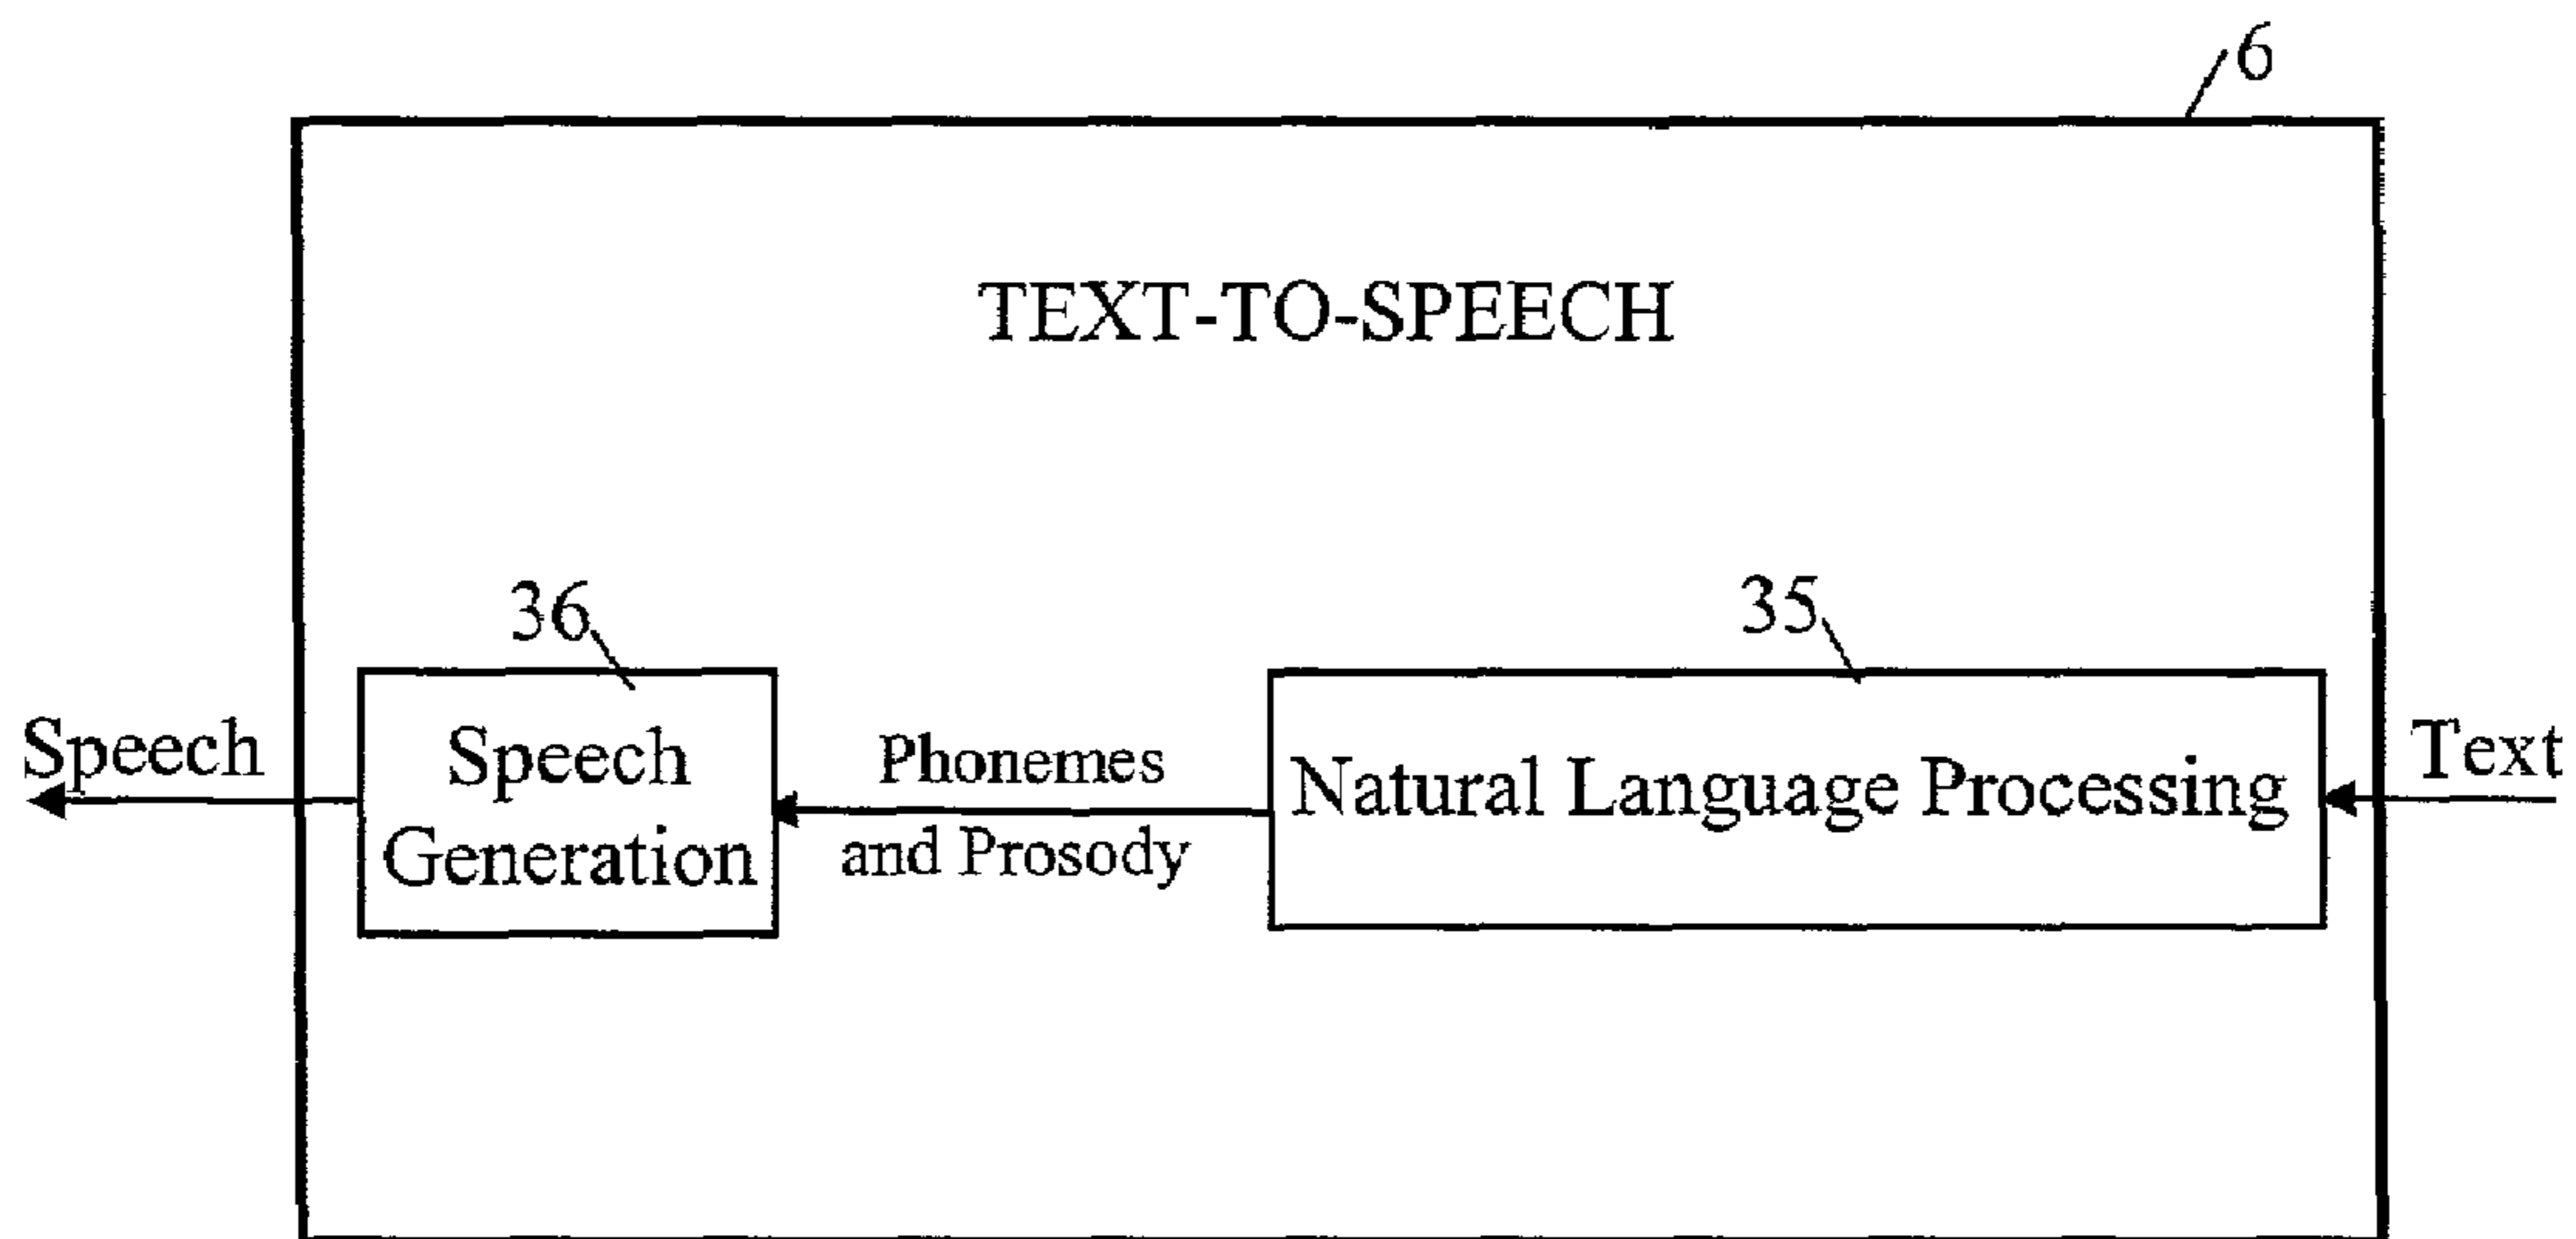 6
TEXT-TO-SPEECH
36
35
Speech
Speech
Generation
Phonemes
and Prosody
Natural Language Processing
Text